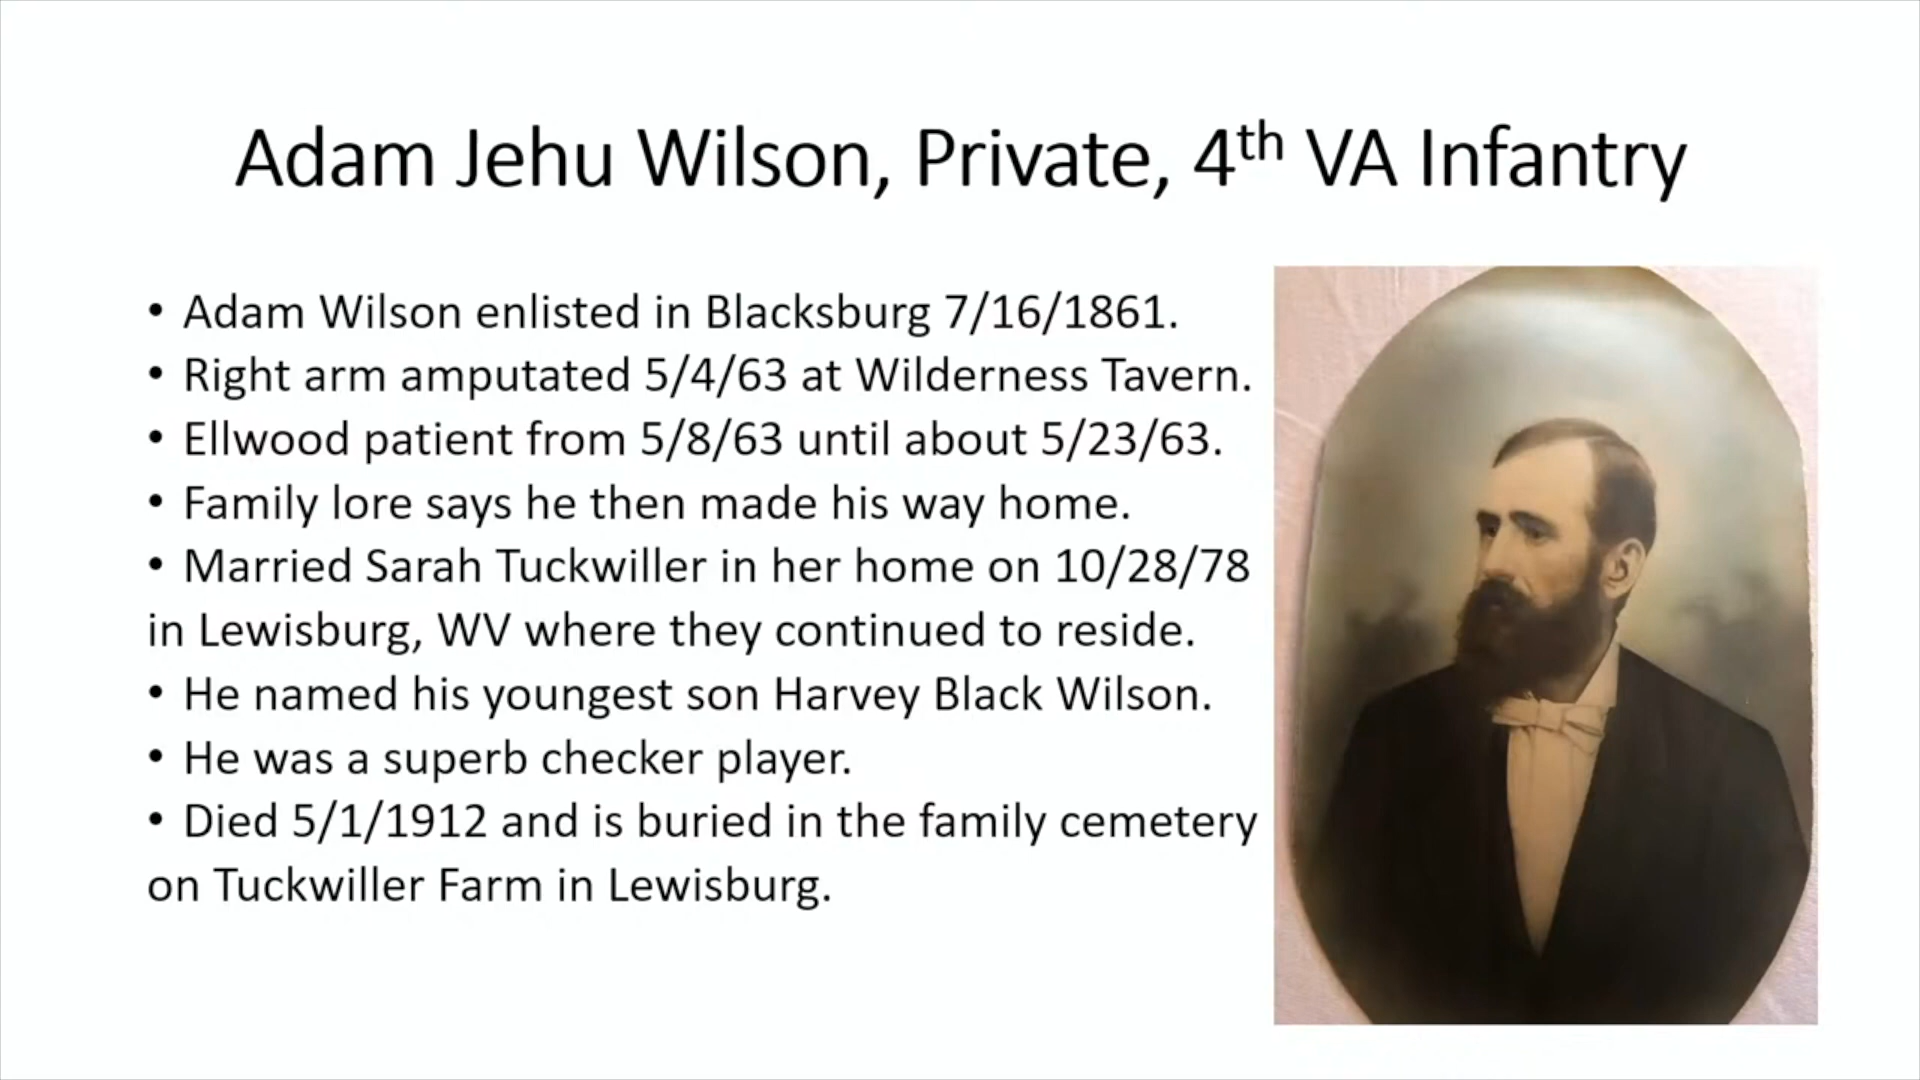 Adam Jehu Wilson, Private, 4th VA Infantry
• Adam Wilson enlisted in Blacksburg 7/16/1861.
• Right arm amputated 5/4/63 at Wilderness Tavern.
• Ellwood patient from 5/8/63 until about 5/23/63.
• Family lore says he then made his way home.
• Married Sarah Tuckwiller in her home on 10/28/78
in Lewisburg, WV where they continued to reside.
• He named his youngest son Harvey Black Wilson.
• He was a superb checker player.
• Died 5/1/1912 and is buried in the family cemetery
on Tuckwiller Farm in Lewisburg.